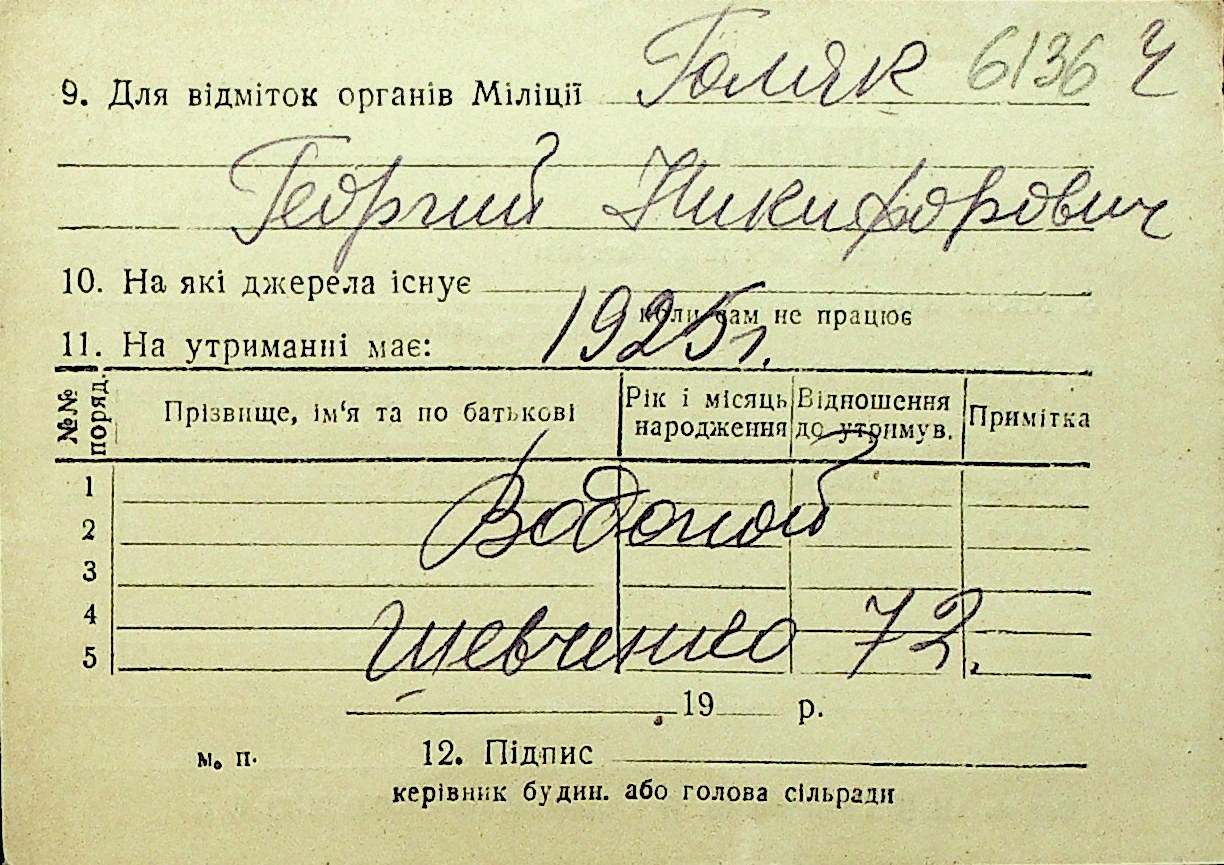 9. Для відміток органів Міліції Голяк 6136 Ч
Георгий Никифорович
10. На які джерела існує
коли сам не працює
11. На утриманні має: 1925 г.
№№ поряд.
Прізвище, ім‘я та по батькові
Рік і місяць народження
Відношення до утримув.
Примітка
1
2
Водопой
3
4
Шевченко 72.
5
19 р.
м. п. 12. Підпис
керівник будин. або голова сільради